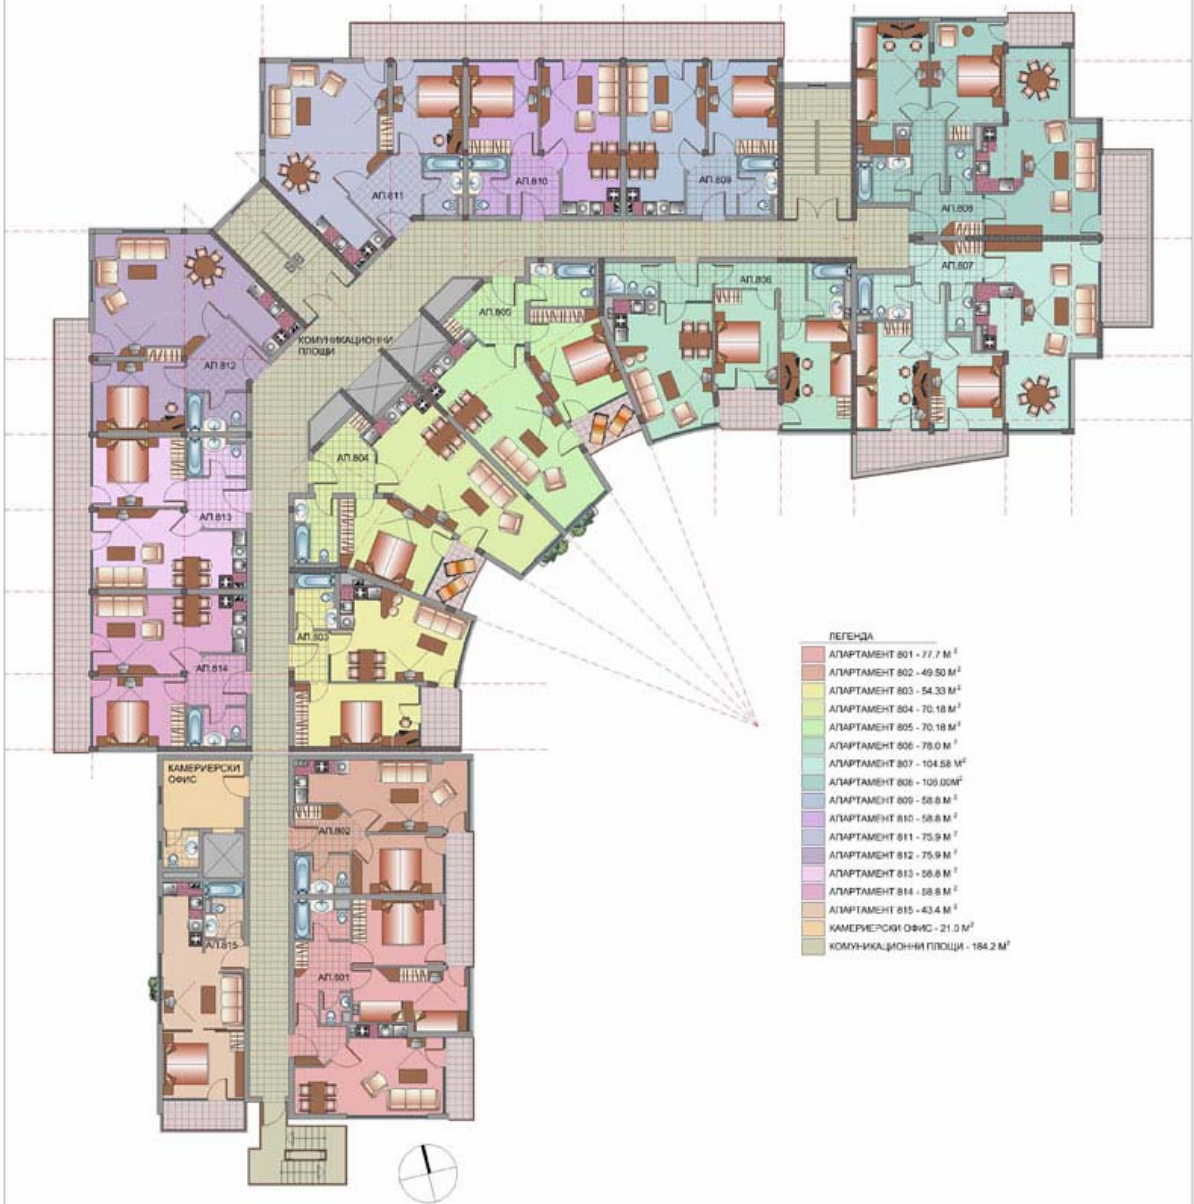 АП.811
АП.810
АП.809
АП.808
АП.807
АП.806
АП.805
КОМУНИКАЦИОННИ
ПЛОЩИ
АП.812
АП.804
АП.813
АП.803
АП.814
КАМЕРИЕРСКИ
ОФИС
АП.802
АП.815
АП.801
ЛЕГЕНДА
АПАРТАМЕНТ 801 - 77.7 М²
АПАРТАМЕНТ 802 - 49.50 М²
АПАРТАМЕНТ 803 - 54.33 М²
АПАРТАМЕНТ 804 - 70.18 М²
АПАРТАМЕНТ 805 - 70.18 М²
АПАРТАМЕНТ 806 - 78.0 М²
АПАРТАМЕНТ 807 - 104.58 М²
АПАРТАМЕНТ 808 - 106.00М²
АПАРТАМЕНТ 809 - 58.8 М²
АПАРТАМЕНТ 810 - 58.8 М²
АПАРТАМЕНТ 811 - 75.9 М²
АПАРТАМЕНТ 812 - 75.9 М²
АПАРТАМЕНТ 813 - 58.8 М²
АПАРТАМЕНТ 814 - 58.8 М²
АПАРТАМЕНТ 815 - 43.4 М²
КАМЕРИЕРСКИ ОФИС - 21.0 М²
КОМУНИКАЦИОННИ ПЛОЩИ - 184.2 М²